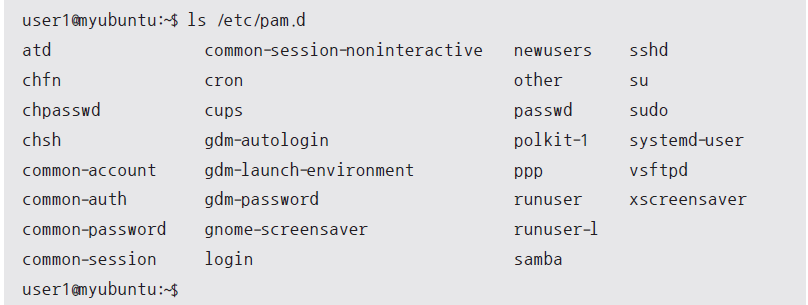 user1@myubuntu:~$ ls /etc/pam.d
atd common-session-noninteractive newusers sshd
chfn cron other su
chpasswd cups passwd sudo
chsh gdm-autologin polkit-1 systemd-user
common-account gdm-launch-environment ppp vsftpd
common-auth gdm-password runuser xscreensaver
common-password gnome-screensaver runuser-l
common-session login samba
user1@myubuntu:~$